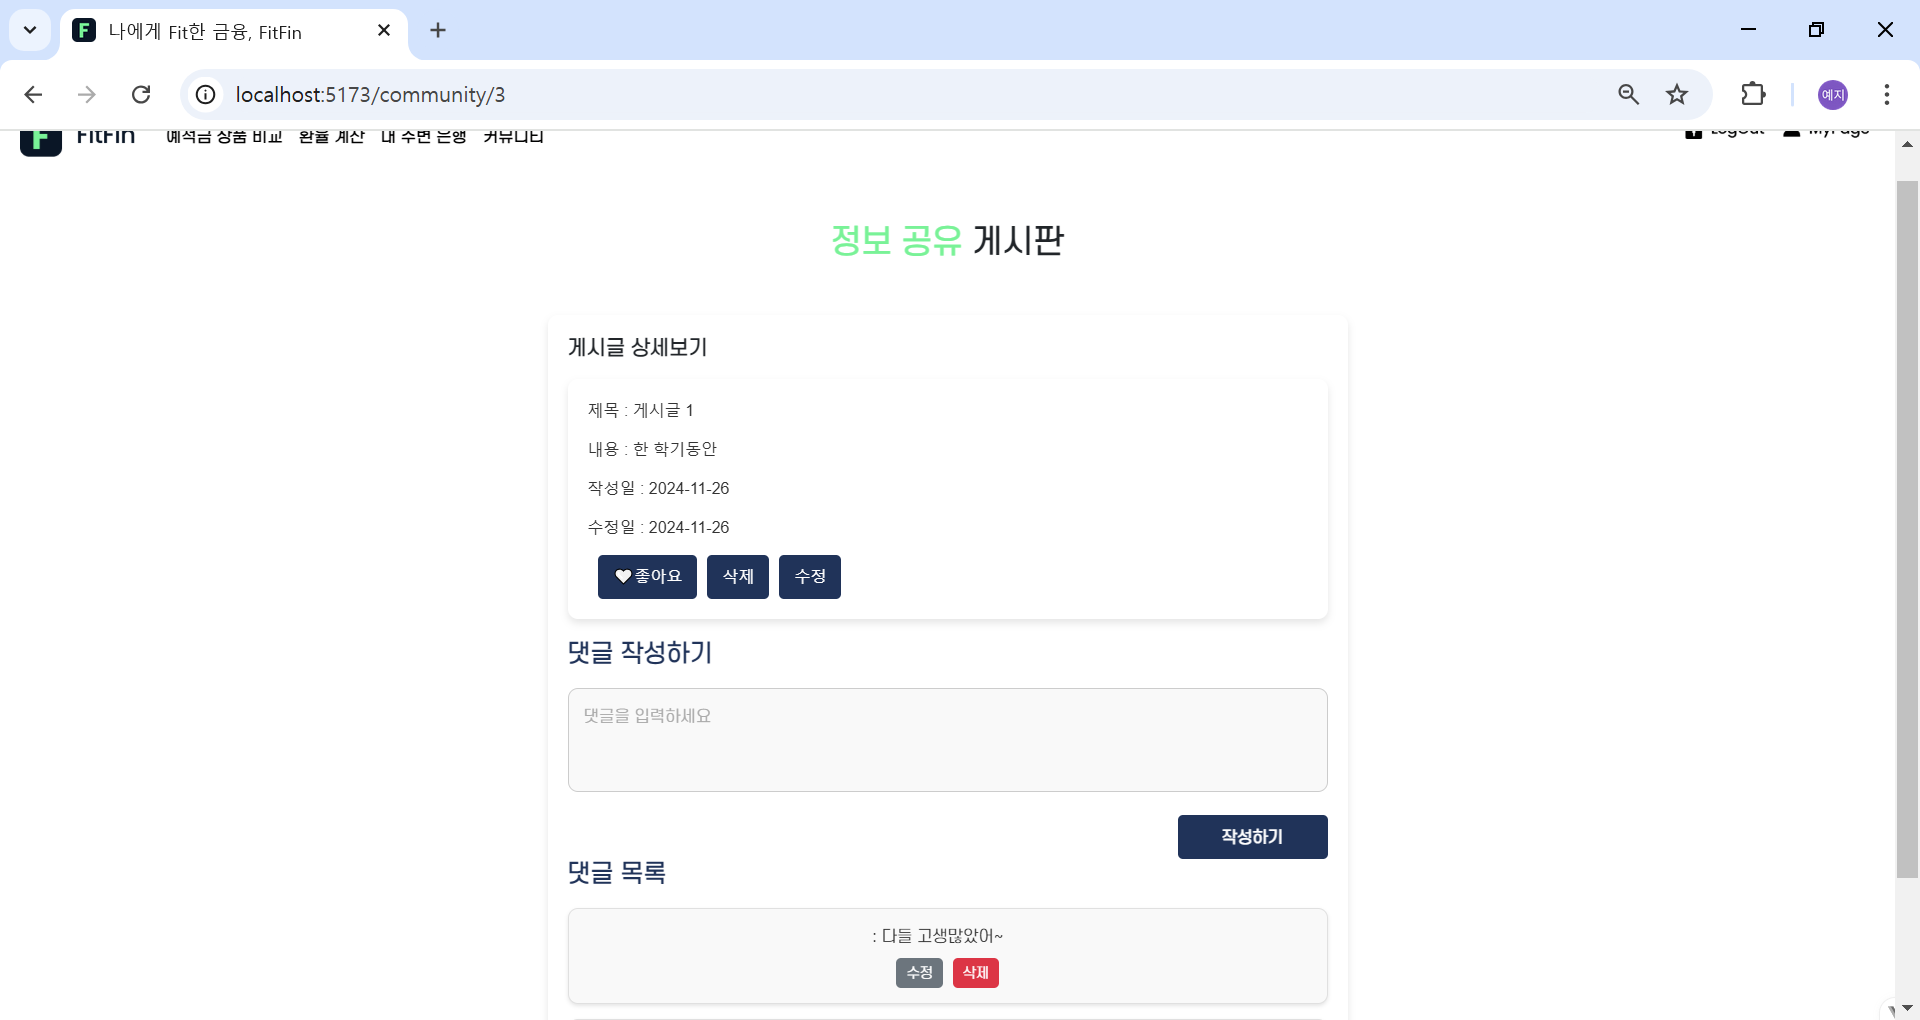 나에게 Fit한 금융, FitFin
localhost:5173/community/3
예지
F FitFin 예적금 상품 비교 환율 계산 내 주변 은행 커뮤니티 LogOut MyPage
정보 공유 게시판
게시글 상세보기
제목 : 게시글 1
내용 : 한 학기동안
작성일 : 2024-11-26
수정일 : 2024-11-26
좋아요 삭제 수정
댓글 작성하기
댓글을 입력하세요
작성하기
댓글 목록
: 다들 고생많았어~
수정 삭제